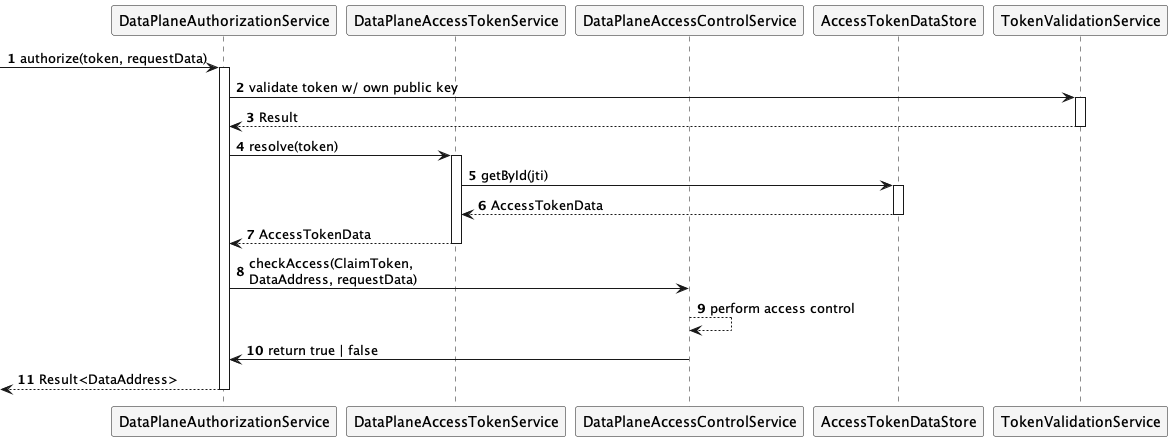 DataPlaneAuthorizationService
DataPlaneAccessTokenService
DataPlaneAccessControlService
AccessTokenDataStore
TokenValidationService
1 authorize(token, requestData)
2 validate token w/ own public key
3 Result
4 resolve(token)
5 getById(jti)
6 AccessTokenData
7 AccessTokenData
8 checkAccess(ClaimToken,
DataAddress, requestData)
9 perform access control
10 return true | false
11 Result<DataAddress>
DataPlaneAuthorizationService
DataPlaneAccessTokenService
DataPlaneAccessControlService
AccessTokenDataStore
TokenValidationService